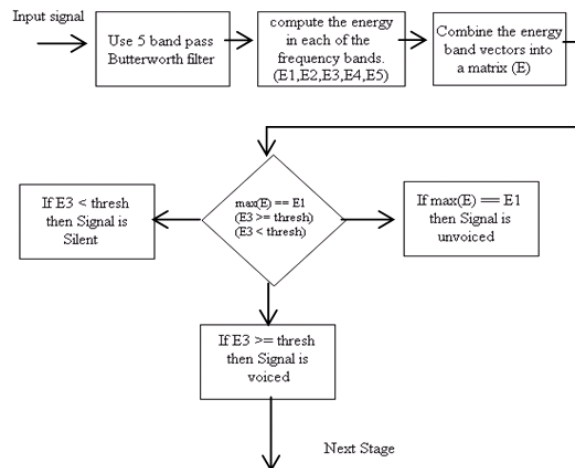 Input signal
Use 5 band pass
Butterworth filter
compute the energy
in each of the
frequency bands.
(E1,E2,E3,E4,E5)
Combine the energy
band vectors into
a matrix (E)
If E3 < thresh
then Signal is
Silent
max(E) == E1
(E3 >= thresh)
(E3 < thresh)
If max(E) == E1
then Signal is
unvoiced
If E3 >= thresh
then Signal is
voiced
Next Stage